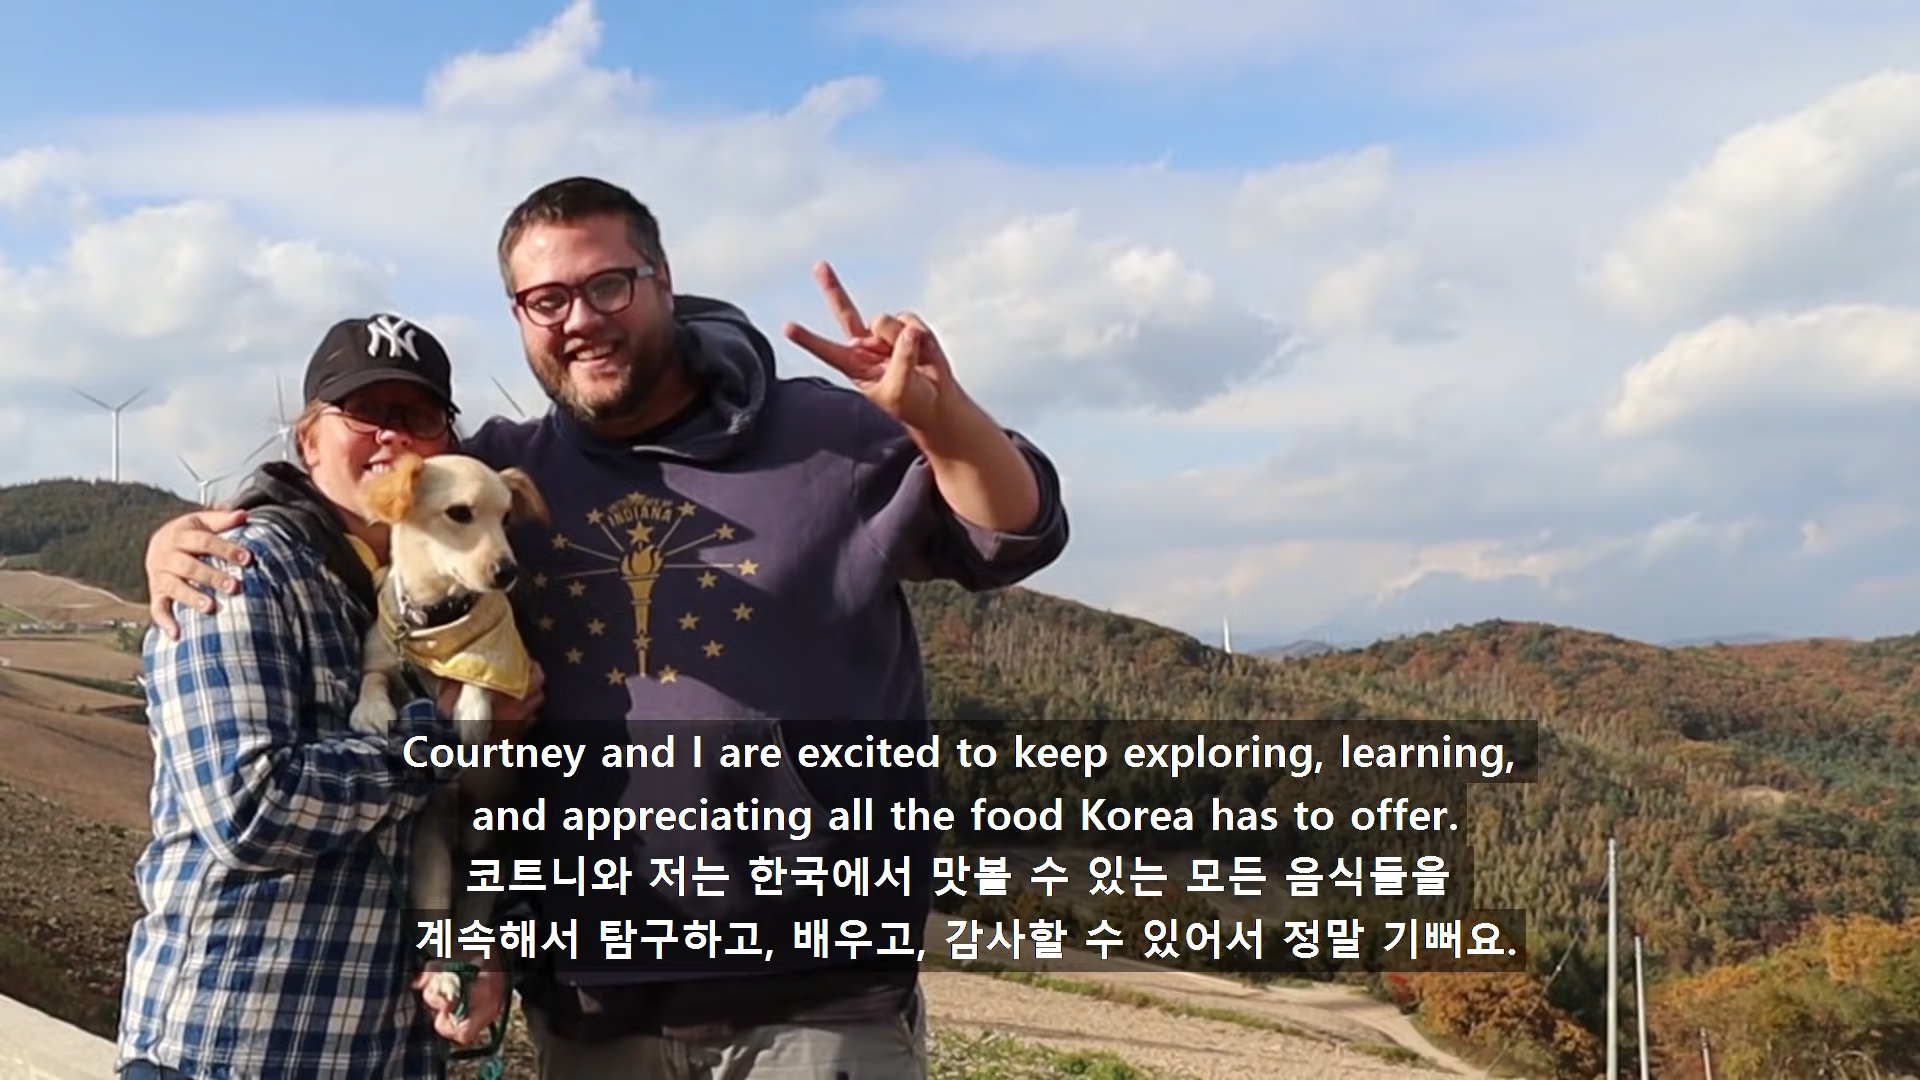 NY
INDIANA
Courtney and I are excited to keep exploring, learning,
and appreciating all the food Korea has to offer.
코트니와 저는 한국에서 맛볼 수 있는 모든 음식들을
계속해서 탐구하고, 배우고, 감사할 수 있어서 정말 기뻐요.